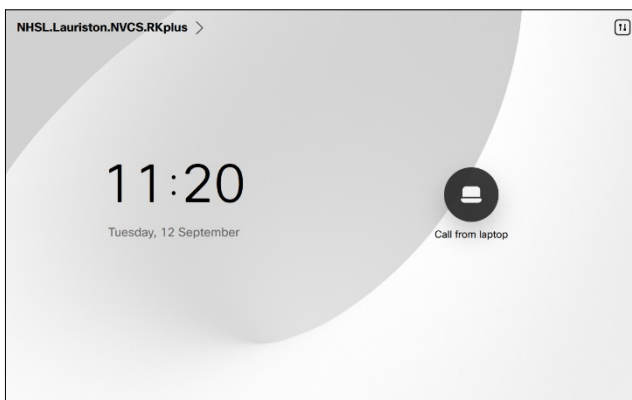 NHSL.Lauriston.NVCS.RKplus
11:20
Tuesday, 12 September
Call from laptop